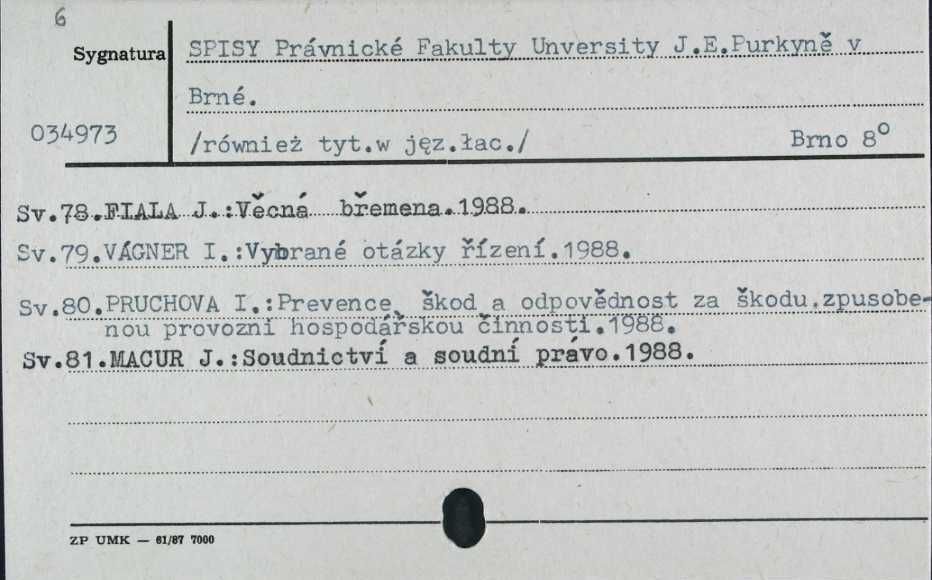 6
Sygnatura
SPISY Právnické Fakulty Unversity J.E.Purkyně v
Brné.
034973
/również tyt.w jęz.łac./ Brno 8°
Sv.78.FIALA J.:Věcná břemena.1988.
Sv.79.VÁGNER I.:Vybrané otázky řízení.1988.
Sv.80.PRUCHOVA I.:Prevence škod a odpovědnost za škodu,zpusobe-
nou provozni hospodářskou činnosti.1988.
Sv.81.MACUR J.:Soudnictví a soudní právo.1988.
ZP UMK — 61/87 7000